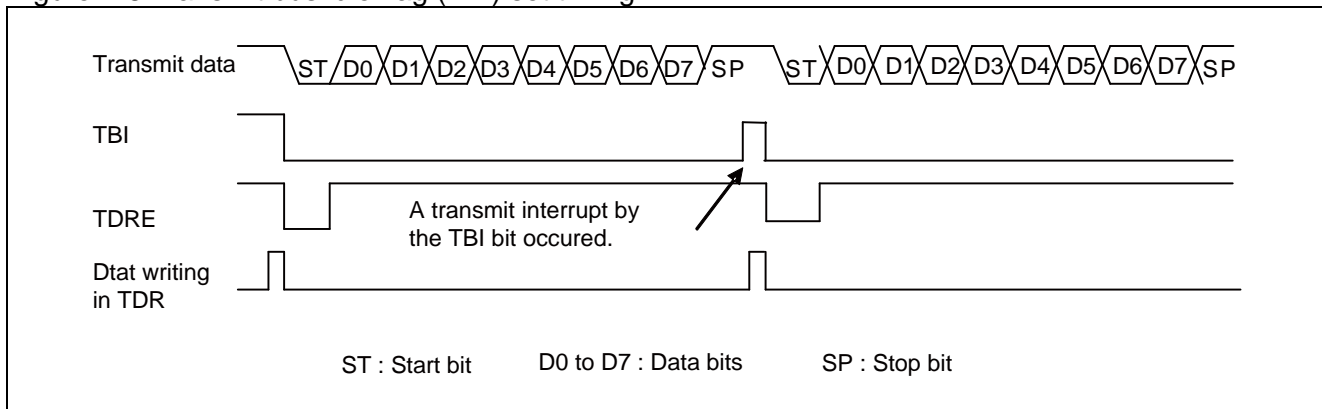 Transmit data ST D0 D1 D2 D3 D4 D5 D6 D7 SP ST D0 D1 D2 D3 D4 D5 D6 D7 SP
TBI
TDRE
A transmit interrupt by
the TBI bit occured.
Dtat writing
in TDR
ST : Start bit D0 to D7 : Data bits SP : Stop bit